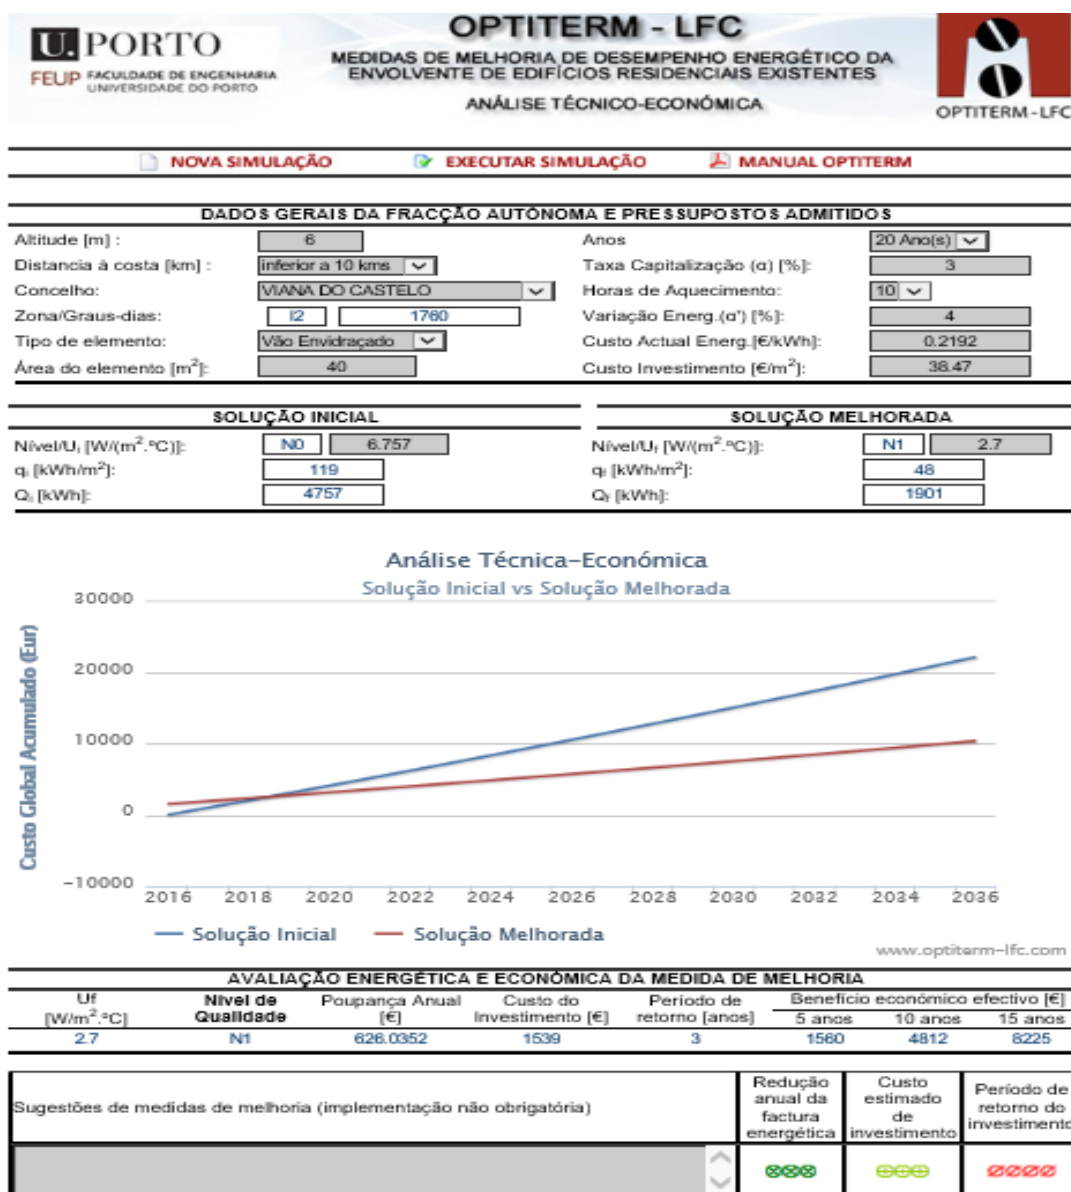 U.PORTO
FEUP FACULDADE DE ENGENHARIA
UNIVERSIDADE DO PORTO
OPTITERM - LFC
MEDIDAS DE MELHORIA DE DESEMPENHO ENERGÉTICO DA
ENVOLVENTE DE EDIFÍCIOS RESIDENCIAIS EXISTENTES
ANÁLISE TÉCNICO-ECONÓMICA
OPTITERM-LFC
NOVA SIMULAÇÃO EXECUTAR SIMULAÇÃO MANUAL OPTITERM
DADOS GERAIS DA FRACÇÃO AUTÓNOMA E PRESSUPOSTOS ADMITIDOS
Altitude [m] : 6 Anos 20 Ano(s)
Distancia à costa [km] : inferior a 10 kms Taxa Capitalização (α) [%]: 3
Concelho: VIANA DO CASTELO Horas de Aquecimento: 10
Zona/Graus-dias: I2 1760 Variação Energ.(α') [%]: 4
Tipo de elemento: Vão Envidraçado Custo Actual Energ.[€/kWh]: 0.2192
Área do elemento [m²]: 40 Custo Investimento [€/m²]: 38.47
SOLUÇÃO INICIAL SOLUÇÃO MELHORADA
Nível/Uᵢ [W/(m².ºC)]: N0 6.757 Nível/Uf [W/(m².ºC)]: N1 2.7
qᵢ [kWh/m²]: 119 qf [kWh/m²]: 48
Qᵢ [kWh]: 4757 Qf [kWh]: 1901
Análise Técnica-Económica
Solução Inicial vs Solução Melhorada
Custo Global Acumulado (Eur)
30000
20000
10000
0
-10000
2016 2018 2020 2022 2024 2026 2028 2030 2032 2034 2036
Solução Inicial Solução Melhorada
www.optiterm-lfc.com
AVALIAÇÃO ENERGÉTICA E ECONÓMICA DA MEDIDA DE MELHORIA
Uf Nível de Poupança Anual Custo do Período de Benefício económico efectivo [€]
[W/m².ºC] Qualidade [€] Investimento [€] retorno [anos] 5 anos 10 anos 15 anos
2.7 N1 626.0352 1539 3 1560 4812 8225
Sugestões de medidas de melhoria (implementação não obrigatória)
Redução
anual da
factura
energética
Custo
estimado
de
investimento
Período de
retorno do
investimento